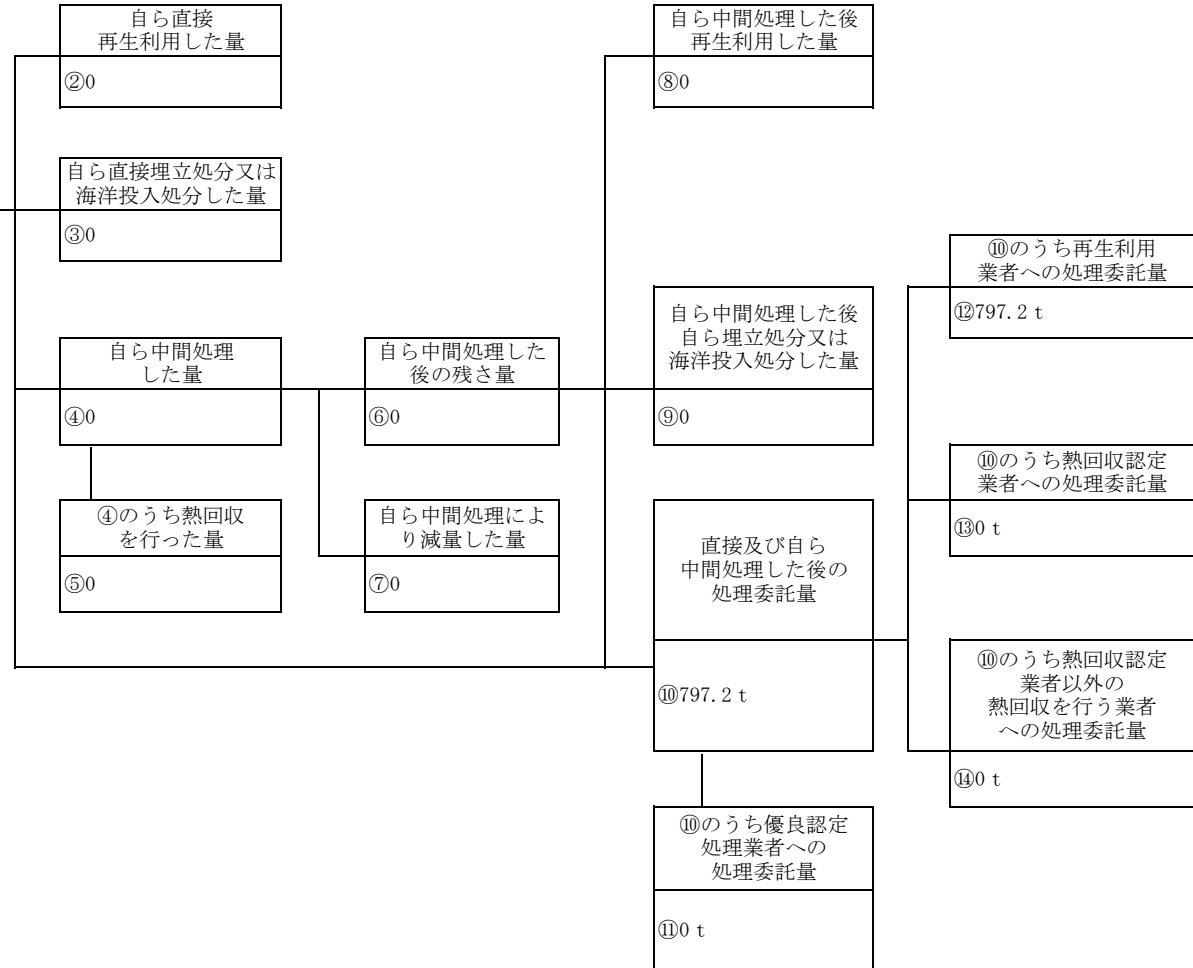 自ら直接
再生利用した量
②0
自ら中間処理した後
再生利用した量
⑧0
自ら直接埋立処分又は
海洋投入処分した量
③0
⑩のうち再生利用
業者への処理委託量
⑫797.2 t
自ら中間処理
した量
④0
自ら中間処理した
後の残さ量
⑥0
自ら中間処理した後
自ら埋立処分又は
海洋投入処分した量
⑨0
⑩のうち熱回収認定
業者への処理委託量
⑬0 t
④のうち熱回収
を行った量
⑤0
自ら中間処理によ
り減量した量
⑦0
直接及び自ら
中間処理した後の
処理委託量
⑩797.2 t
⑩のうち熱回収認定
業者以外の
熱回収を行う業者
への処理委託量
⑭0 t
⑩のうち優良認定
処理業者への
処理委託量
⑪0 t